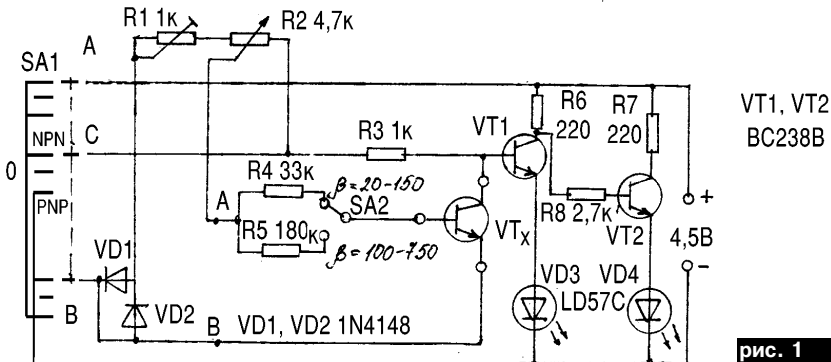 R1 1к
R2 4,7к
SA1
A
NPN
C
0
PNP
R3 1к
VT1
R6
220
R7
220
VT1, VT2
BC238B
A
R4 33к
β=20-150
SA2
R5 180к
β=100-750
VTх
R8 2,7к
VT2
+
4,5В
−
VD1
VD2
B
B
VD1, VD2 1N4148
VD3
VD4
LD57C
рис. 1